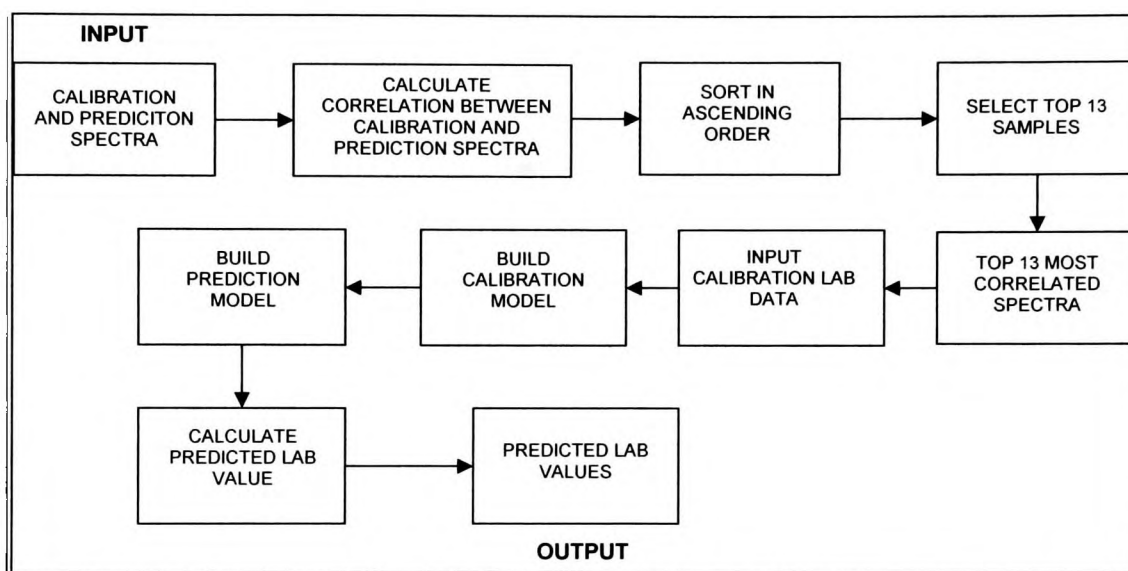 INPUT
CALIBRATION
AND PREDICITON
SPECTRA
CALCULATE
CORRELATION BETWEEN
CALIBRATION AND
PREDICTION SPECTRA
SORT IN
ASCENDING
ORDER
SELECT TOP 13
SAMPLES
BUILD
PREDICTION
MODEL
BUILD
CALIBRATION
MODEL
INPUT
CALIBRATION LAB
DATA
TOP 13 MOST
CORRELATED
SPECTRA
CALCULATE
PREDICTED LAB
VALUE
PREDICTED LAB
VALUES
OUTPUT